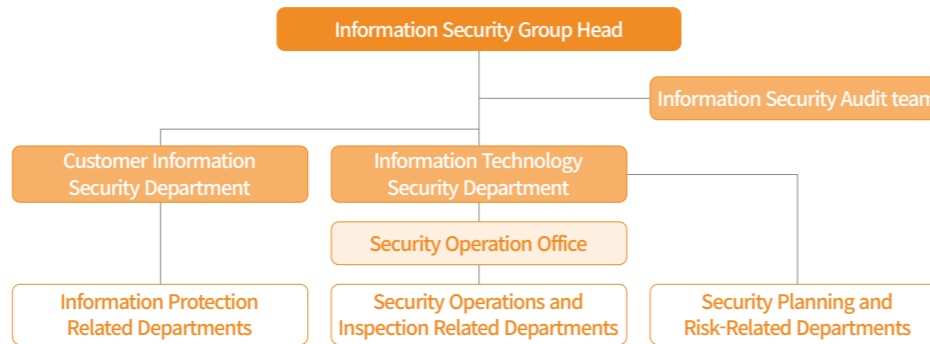 Information Security Group Head
Information Security Audit team
Customer Information
Security Department
Information Technology
Security Department
Security Operation Office
Information Protection
Related Departments
Security Operations and
Inspection Related Departments
Security Planning and
Risk-Related Departments